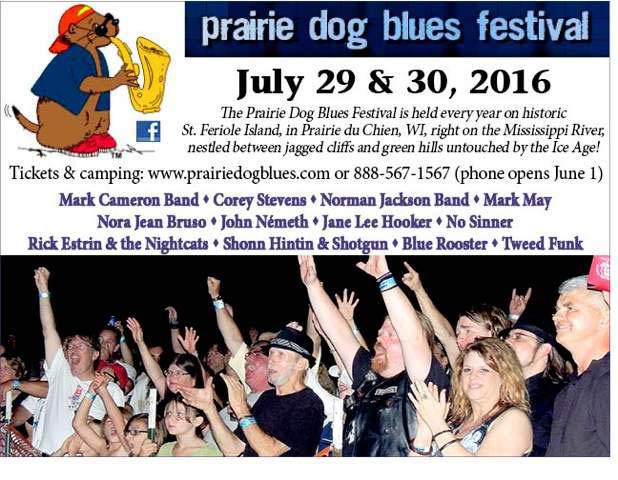 prairie dog blues festival
July 29 & 30, 2016
The Prairie Dog Blues Festival is held every year on historic
St. Feriole Island, in Prairie du Chien, WI, right on the Mississippi River,
nestled between jagged cliffs and green hills untouched by the Ice Age!
f
TM
Tickets & camping: www.prairiedogblues.com or 888-567-1567 (phone opens June 1)
Mark Cameron Band ♦ Corey Stevens ♦ Norman Jackson Band ♦ Mark May
Nora Jean Bruso ♦ John Németh ♦ Jane Lee Hooker ♦ No Sinner
Rick Estrin & the Nightcats ♦ Shonn Hintin & Shotgun ♦ Blue Rooster ♦ Tweed Funk